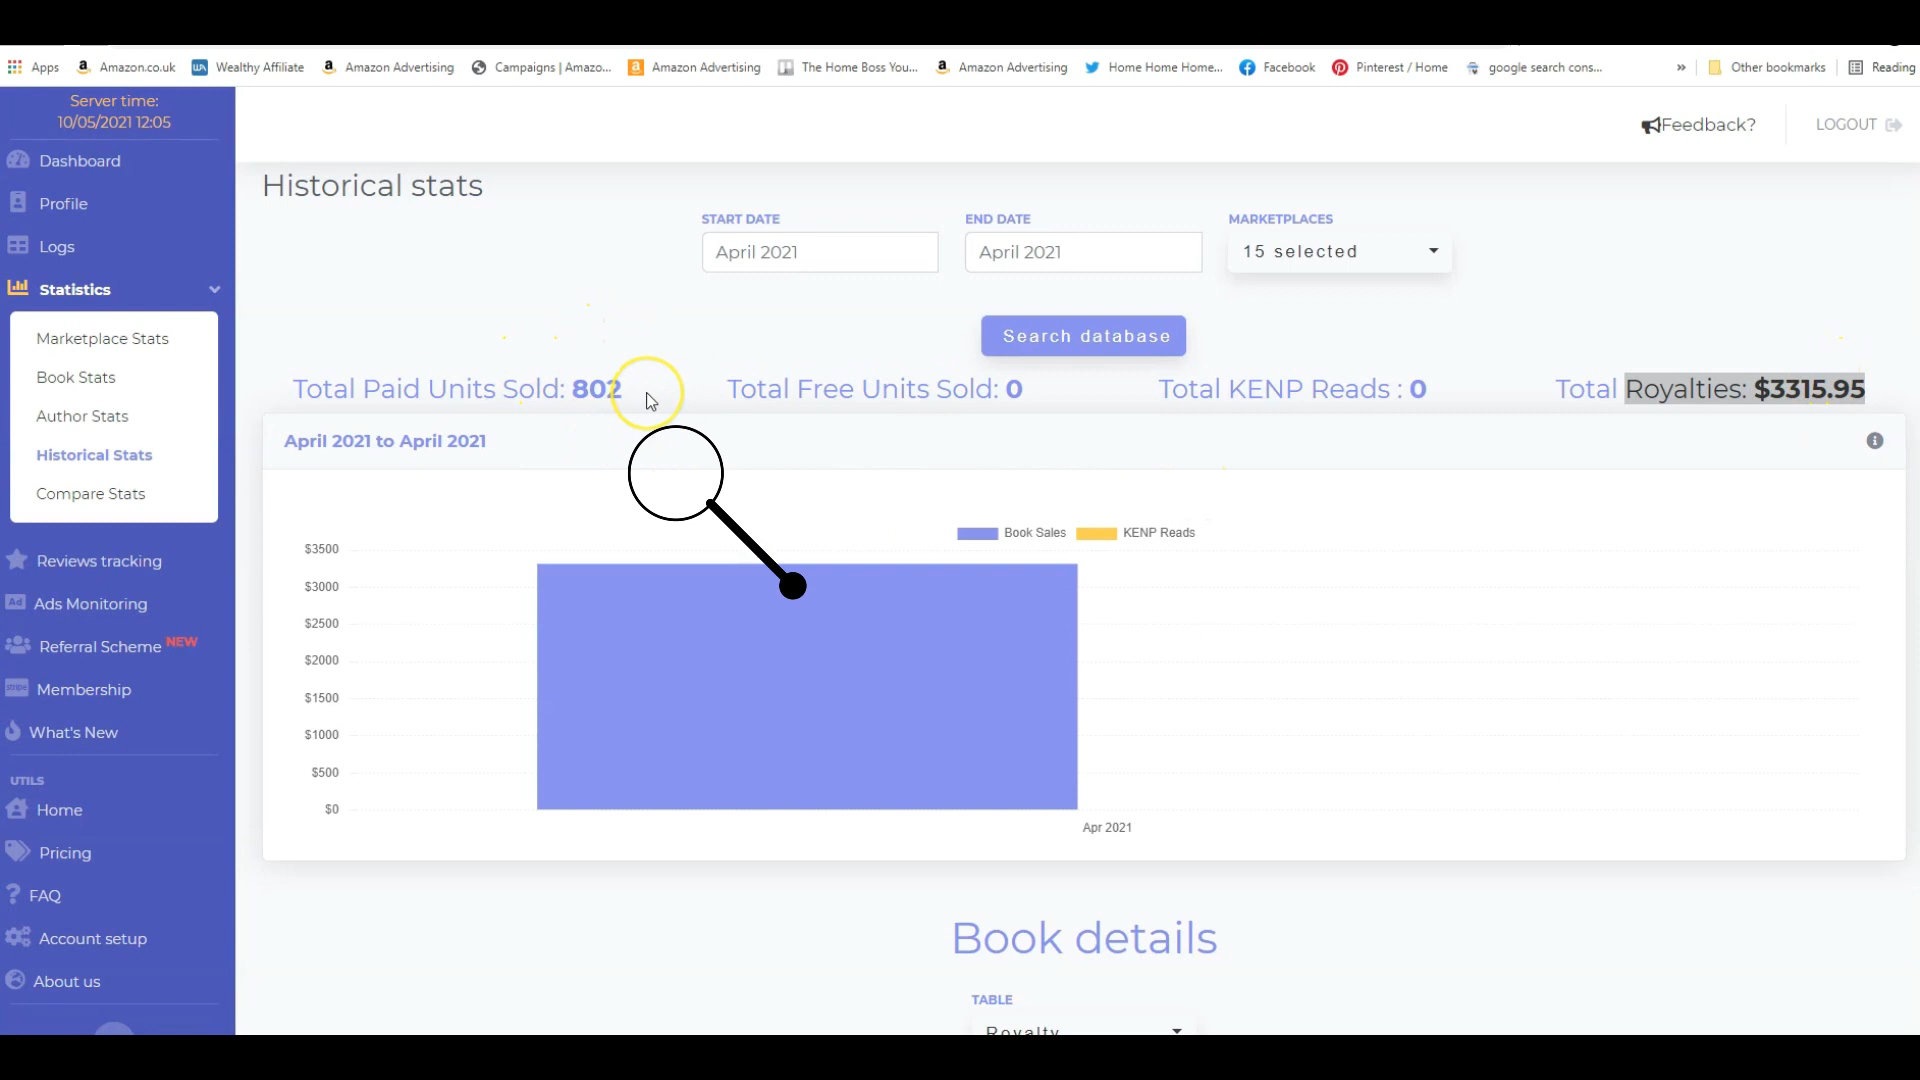 Apps Amazon.co.uk Wealthy Affiliate Amazon Advertising Campaigns | Amazo... Amazon Advertising The Home Boss You... Amazon Advertising Home Home Home... Facebook Pinterest / Home google search cons... » Other bookmarks Reading
Server time:
10/05/2021 12:05
Feedback?
LOGOUT
Dashboard
Profile
Logs
Statistics
Marketplace Stats
Book Stats
Author Stats
Historical Stats
Compare Stats
Reviews tracking
Ads Monitoring
Referral Scheme NEW
Membership
What's New
UTILS
Home
Pricing
FAQ
Account setup
About us
Historical stats
START DATE END DATE MARKETPLACES
April 2021 April 2021 15 selected
Search database
Total Paid Units Sold: 802 Total Free Units Sold: 0 Total KENP Reads : 0 Total Royalties: $3315.95
April 2021 to April 2021
Book Sales KENP Reads
$3500
$3000
$2500
$2000
$1500
$1000
$500
$0
Apr 2021
Book details
TABLE
Royalty